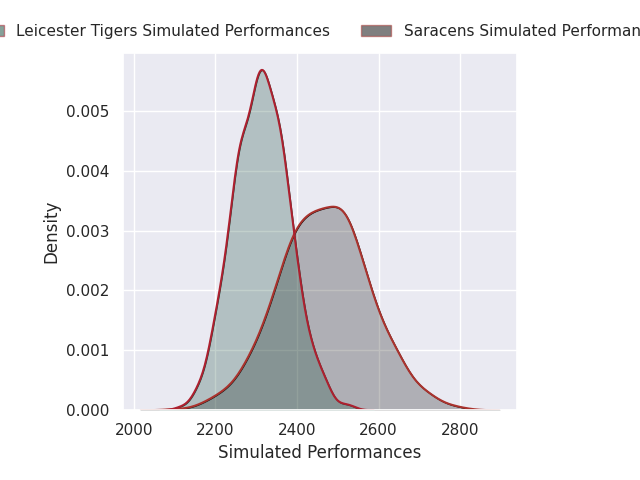 Leicester Tigers Simulated Performances Saracens Simulated Performan
0.005
0.004
0.003
0.002
0.001
0.000
Density
2000 2200 2400 2600 2800
Simulated Performances